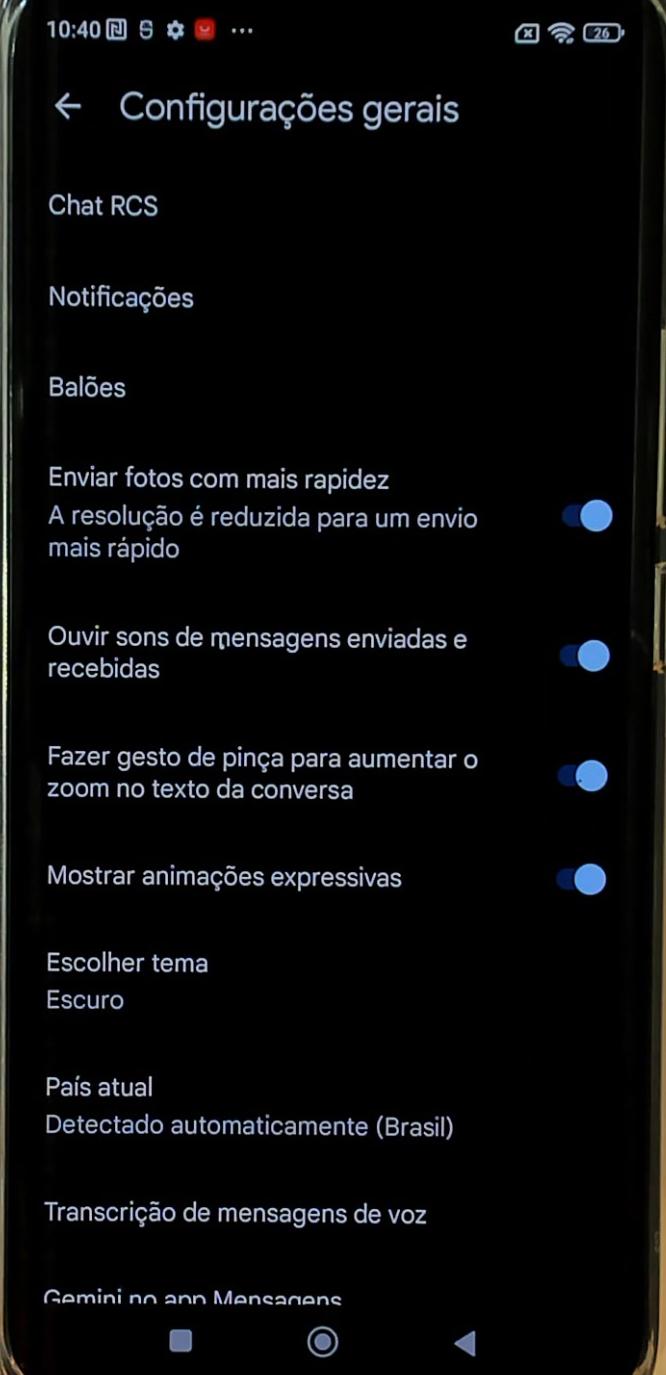 10:40
26
Configurações gerais
Chat RCS
Notificações
Balões
Enviar fotos com mais rapidez
A resolução é reduzida para um envio
mais rápido
Ouvir sons de mensagens enviadas e
recebidas
Fazer gesto de pinça para aumentar o
zoom no texto da conversa
Mostrar animações expressivas
Escolher tema
Escuro
País atual
Detectado automaticamente (Brasil)
Transcrição de mensagens de voz
Gemini no app Mensagens